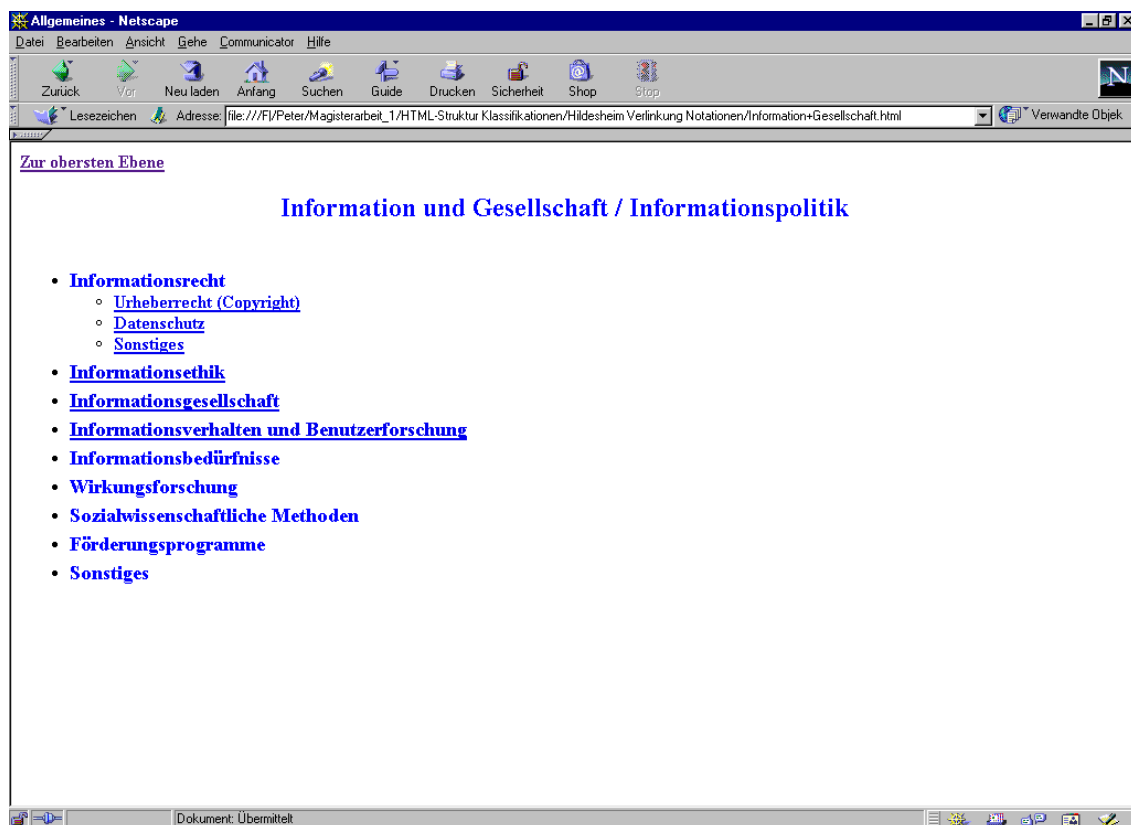 Allgemeines - Netscape
Datei Bearbeiten Ansicht Gehe Communicator Hilfe
Zurück Vor Neu laden Anfang Suchen Guide Drucken Sicherheit Shop Stop
N
Lesezeichen Adresse: file:///F|/Peter/Magisterarbeit_1/HTML-Struktur Klassifikationen/Hildesheim Verlinkung Notationen/Information+Gesellschaft.html Verwandte Objek
Zur obersten Ebene
Information und Gesellschaft / Informationspolitik
Informationsrecht
Urheberrecht (Copyright)
Datenschutz
Sonstiges
Informationsethik
Informationsgesellschaft
Informationsverhalten und Benutzerforschung
Informationsbedürfnisse
Wirkungsforschung
Sozialwissenschaftliche Methoden
Förderungsprogramme
Sonstiges
Dokument: Übermittelt